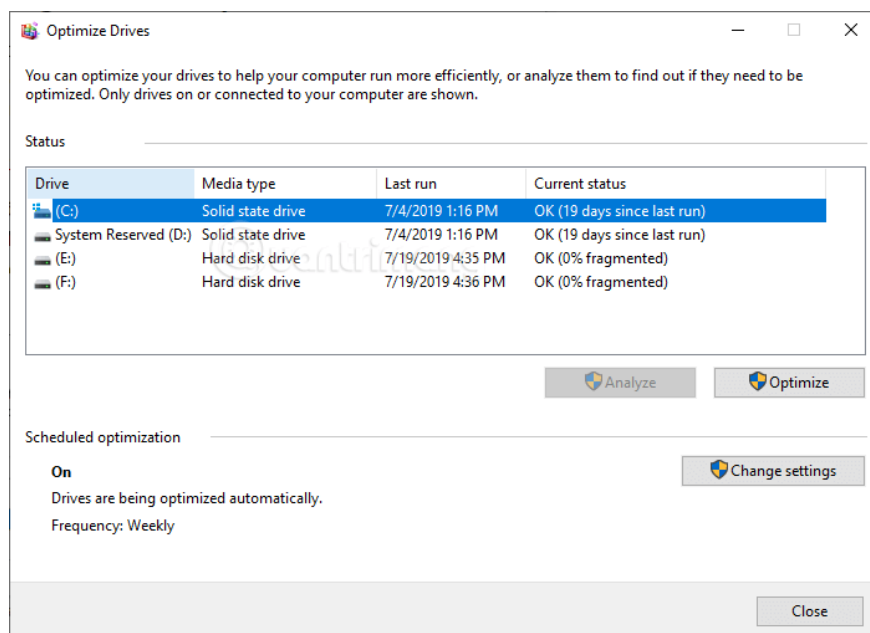 Optimize Drives
You can optimize your drives to help your computer run more efficiently, or analyze them to find out if they need to be
optimized. Only drives on or connected to your computer are shown.
Status
Drive Media type Last run Current status
(C:) Solid state drive 7/4/2019 1:16 PM OK (19 days since last run)
System Reserved (D:) Solid state drive 7/4/2019 1:16 PM OK (19 days since last run)
(E:) Hard disk drive 7/19/2019 4:35 PM OK (0% fragmented)
(F:) Hard disk drive 7/19/2019 4:36 PM OK (0% fragmented)
Analyze Optimize
Scheduled optimization
On
Change settings
Drives are being optimized automatically.
Frequency: Weekly
Close